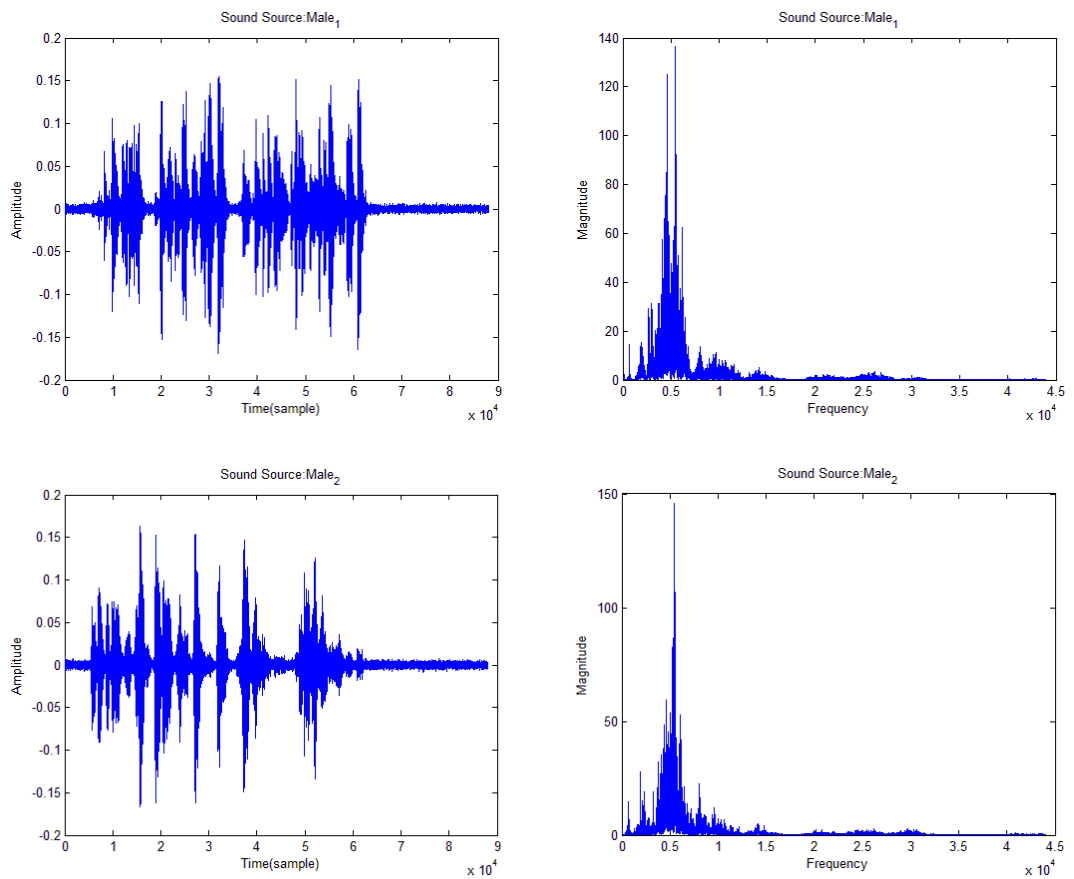 Sound Source:Male1
0.2
0.15
0.1
0.05
0
-0.05
-0.1
-0.15
-0.2
Amplitude
0 1 2 3 4 5 6 7 8 9
Time(sample)
x 10^4
Sound Source:Male1
140
120
100
80
60
40
20
0
Magnitude
0 0.5 1 1.5 2 2.5 3 3.5 4 4.5
Frequency
x 10^4
Sound Source:Male2
0.2
0.15
0.1
0.05
0
-0.05
-0.1
-0.15
-0.2
Amplitude
0 1 2 3 4 5 6 7 8 9
Time(sample)
x 10^4
Sound Source:Male2
150
100
50
0
Magnitude
0 0.5 1 1.5 2 2.5 3 3.5 4 4.5
Frequency
x 10^4